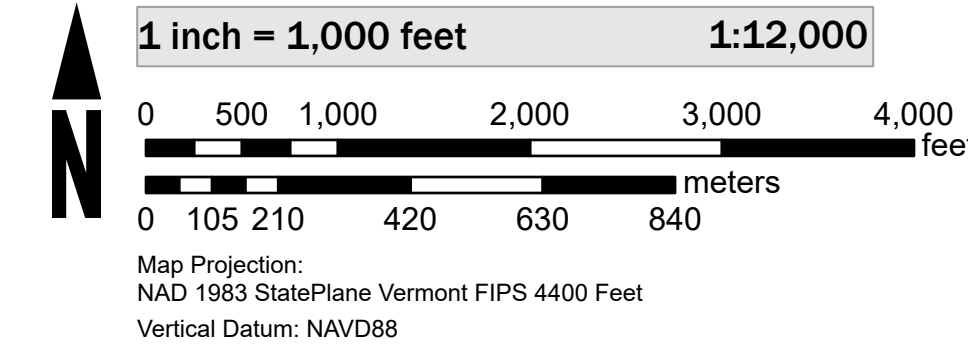 1 inch = 1,000 feet 1:12,000
0 500 1,000 2,000 3,000 4,000
feet
N
meters
0 105 210 420 630 840
Map Projection:
NAD 1983 StatePlane Vermont FIPS 4400 Feet
Vertical Datum: NAVD88